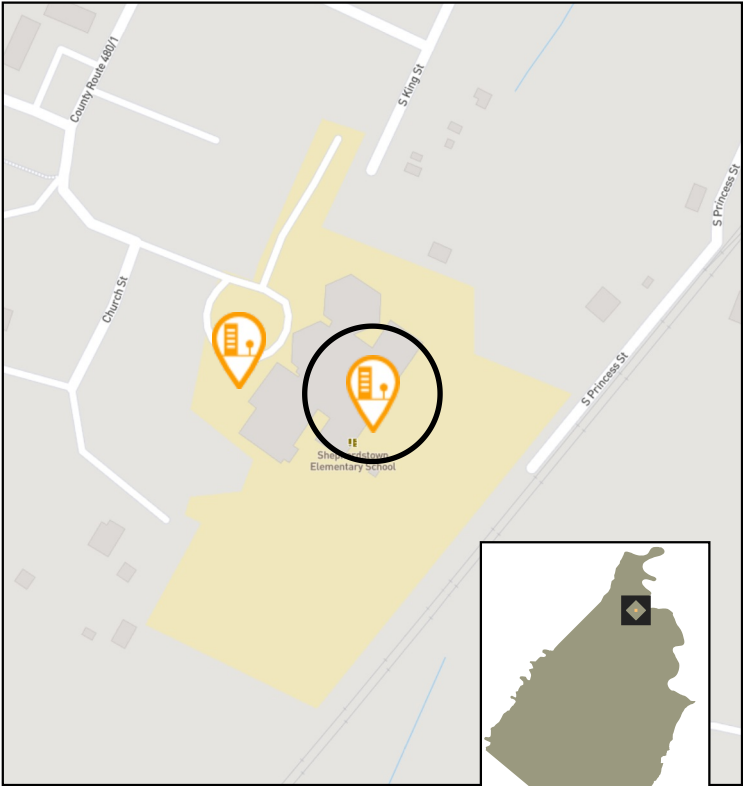 County Route 480/1
S King St
S Princess St
Church St
S Princess St
Shepherdstown
Elementary School